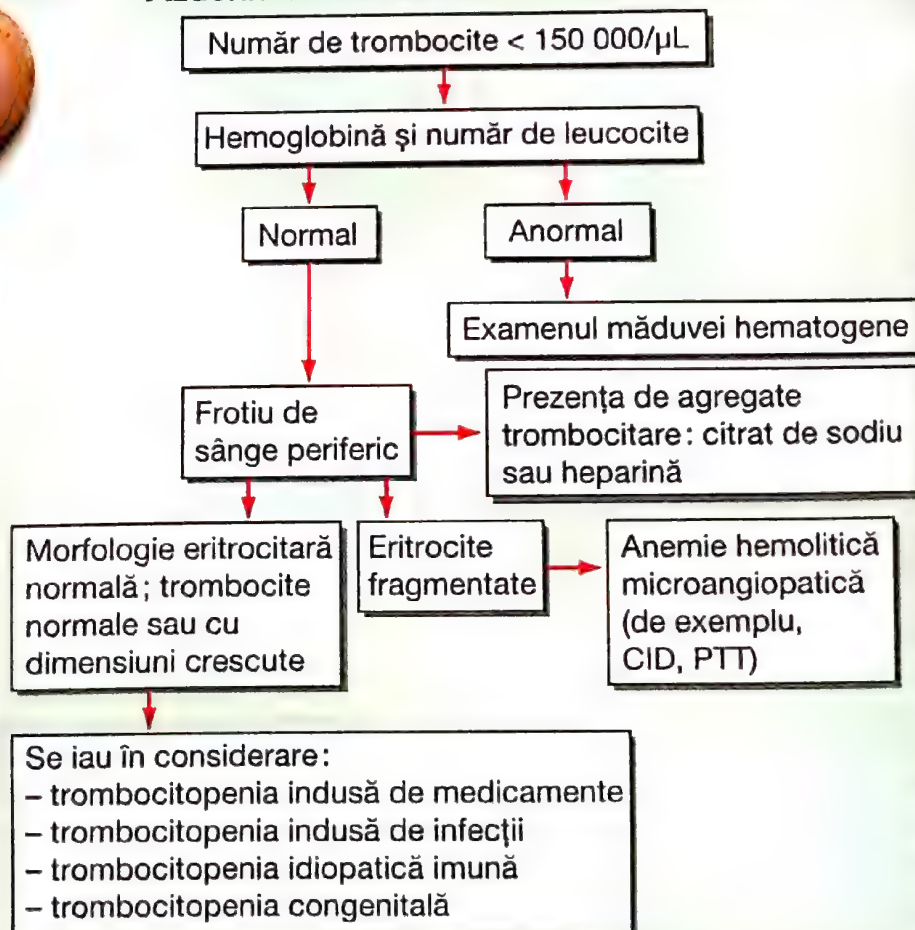 Număr de trombocite < 150 000/µL
Hemoglobină și număr de leucocite
Normal
Anormal
Examenul măduvei hematogene
Frotiu de
sânge periferic
Prezența de agregate
trombocitare: citrat de sodiu
sau heparină
Morfologie eritrocitară
normală; trombocite
normale sau cu
dimensiuni crescute
Eritrocite
fragmentate
Anemie hemolitică
microangiopatică
(de exemplu,
CID, PTT)
Se iau în considerare:
– trombocitopenia indusă de medicamente
– trombocitopenia indusă de infecții
– trombocitopenia idiopatică imună
– trombocitopenia congenitală